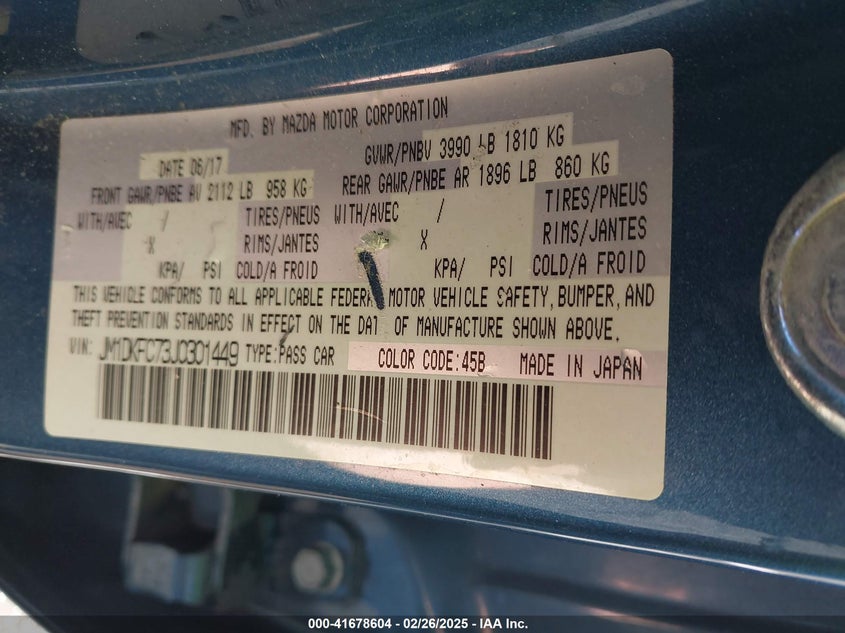 MFD. BY MAZDA MOTOR CORPORATION
DATE 06/17 GVWR/PNBV 3990 LB 1810 KG
FRONT GAWR/PNBE AV 2112 LB 958 KG REAR GAWR/PNBE AR 1896 LB 860 KG
WITH/AVEC / TIRES/PNEUS WITH/AVEC / TIRES/PNEUS
X RIMS/JANTES X RIMS/JANTES
KPA/ PSI COLD/A FROID KPA/ PSI COLD/A FROID
THIS VEHICLE CONFORMS TO ALL APPLICABLE FEDERA MOTOR VEHICLE SAFETY, BUMPER, AND
THEFT PREVENTION STANDARDS IN EFFECT ON THE DAT OF MANUFACTURE SHOWN ABOVE.
VIN: JM1DKFC73J0301449 TYPE:PASS CAR COLOR CODE:45B MADE IN JAPAN
000-41678604 - 02/26/2025 - IAA Inc.